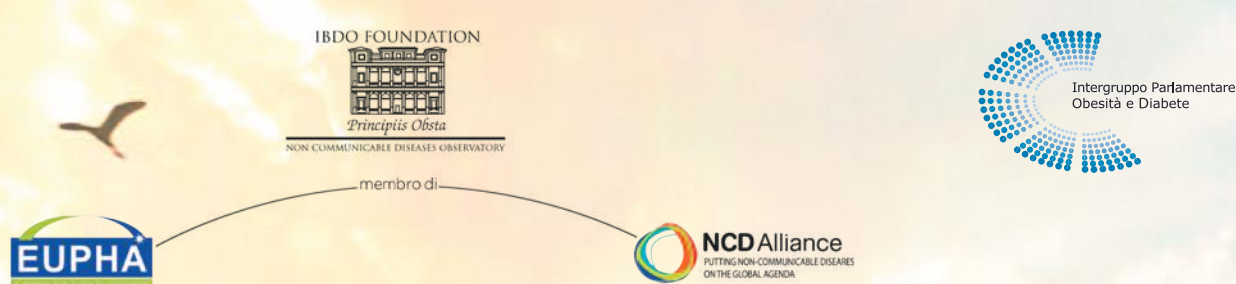 IBDO FOUNDATION
Principiis Obsta
NON COMMUNICABLE DISEASES OBSERVATORY
Intergruppo Parlamentare
Obesità e Diabete
membro di
EUPHA
NCD Alliance
PUTTING NON-COMMUNICABLE DISEARES
ON THE GLOBAL AGENDA